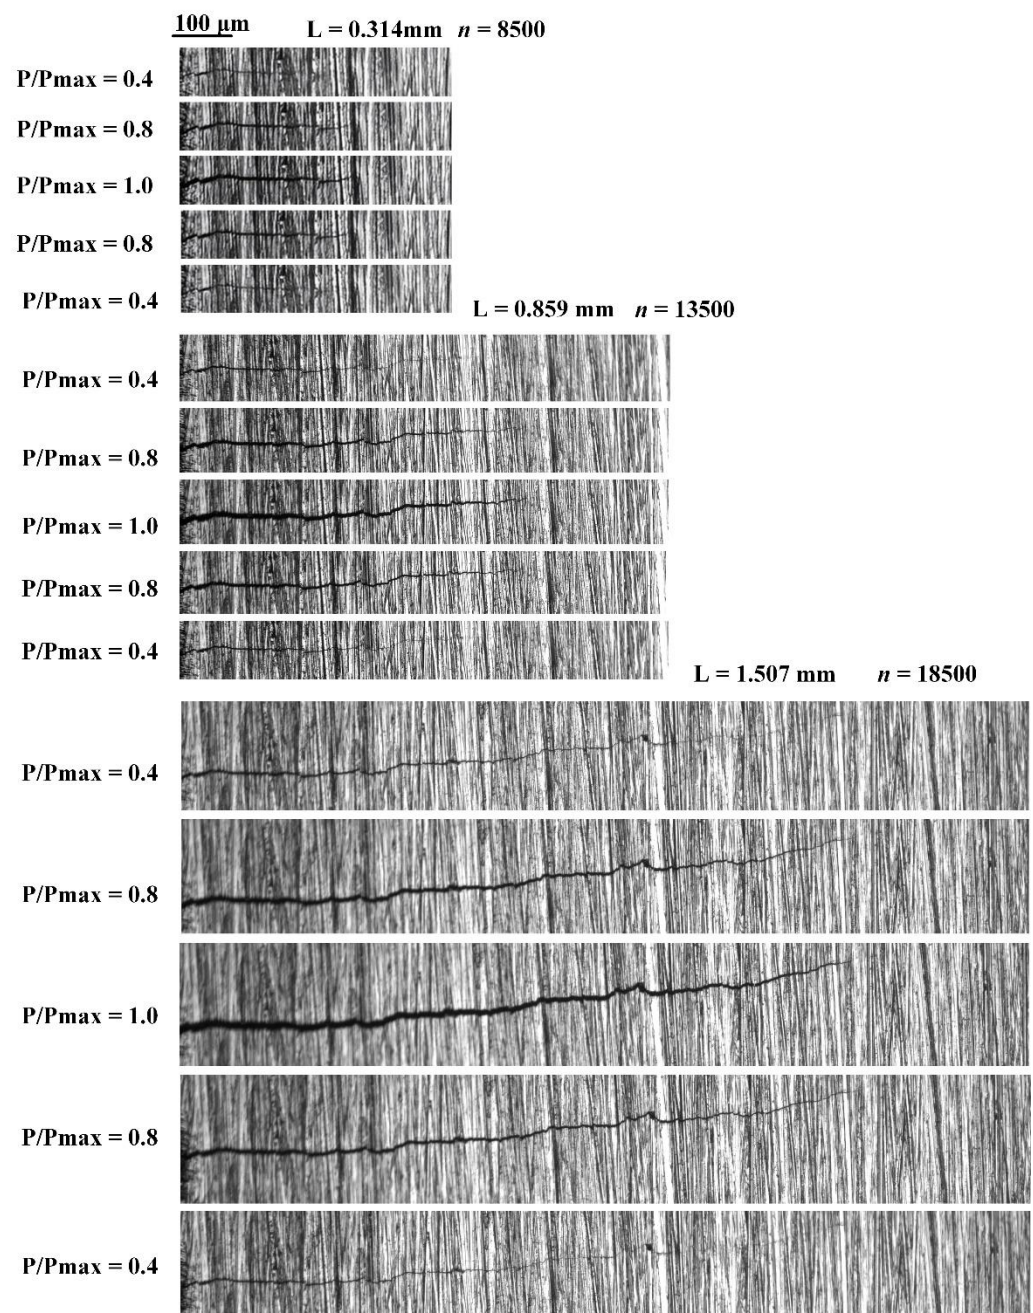 100 µm L = 0.314mm n = 8500
P/Pmax = 0.4
P/Pmax = 0.8
P/Pmax = 1.0
P/Pmax = 0.8
P/Pmax = 0.4
L = 0.859 mm n = 13500
P/Pmax = 0.4
P/Pmax = 0.8
P/Pmax = 1.0
P/Pmax = 0.8
P/Pmax = 0.4
L = 1.507 mm n = 18500
P/Pmax = 0.4
P/Pmax = 0.8
P/Pmax = 1.0
P/Pmax = 0.8
P/Pmax = 0.4